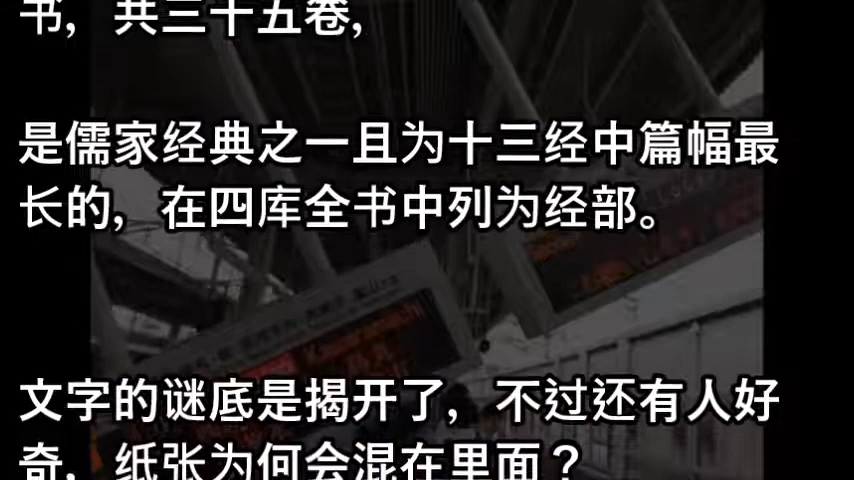 书，共三十五卷，
是儒家经典之一且为十三经中篇幅最
长的，在四库全书中列为经部。
文字的谜底是揭开了，不过还有人好
奇，纸张为何会混在里面？